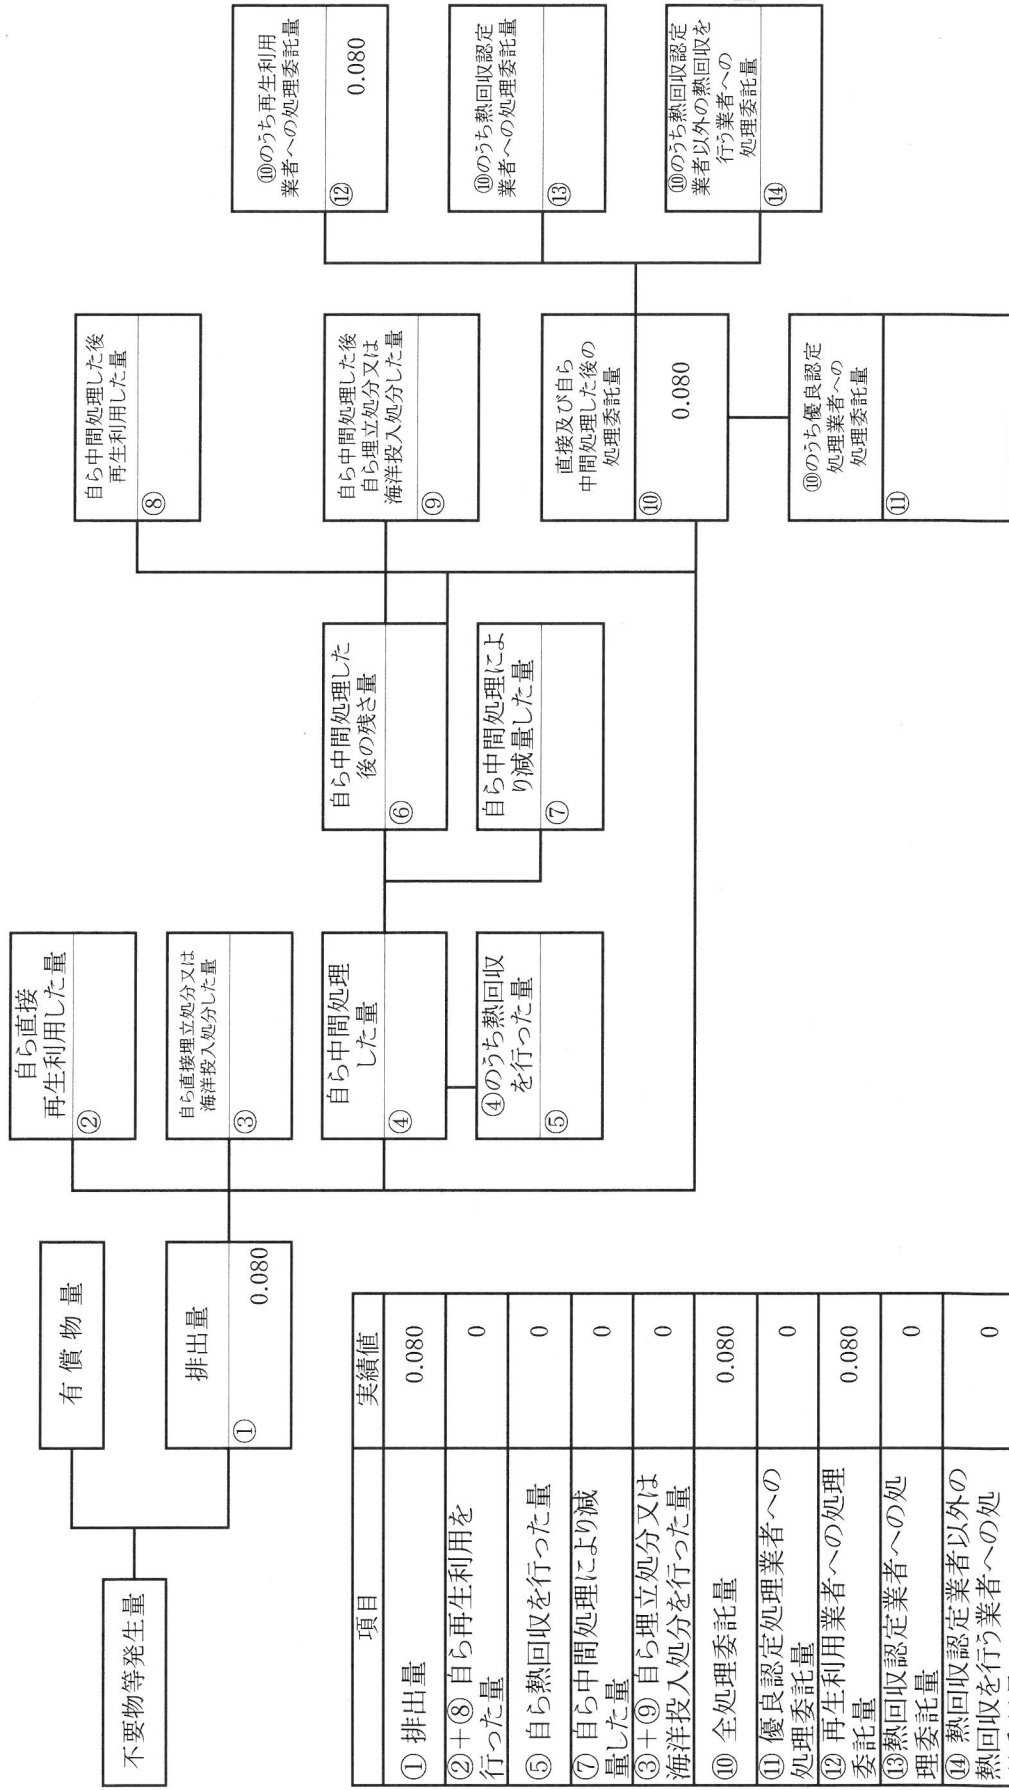 不要物等発生量
有償物量
排出量
①
0.080
自ら直接
再生利用した量
②
自ら直接埋立処分又は
海洋投入処分した量
③
自ら中間処理
した量
④
④のうち熱回収
を行った量
⑤
自ら中間処理した
後の残さ量
⑥
自ら中間処理によ
り減量した量
⑦
自ら中間処理した後
再生利用した量
⑧
自ら中間処理した後
自ら埋立処分又は
海洋投入処分した量
⑨
直接及び自ら
中間処理した後の
処理委託量
⑩
0.080
⑩のうち優良認定
処理業者への
処理委託量
⑪
⑩のうち再生利用
業者への処理委託量
⑫
0.080
⑩のうち熱回収認定
業者への処理委託量
⑬
⑩のうち熱回収認定
業者以外の熱回収を
行う業者への
処理委託量
⑭
項目 実績値
① 排出量 0.080
②+⑧ 自ら再生利用を
行った量 0
⑤ 自ら熱回収を行った量 0
⑦ 自ら中間処理により減
量した量 0
③+⑨ 自ら埋立処分又は
海洋投入処分を行った量 0
⑩ 全処理委託量 0.080
⑪ 優良認定処理業者への
処理委託量 0
⑫ 再生利用業者への処理
委託量 0.080
⑬熱回収認定業者への処
理委託量 0
⑭ 熱回収認定業者以外の
熱回収を行う業者への処 0